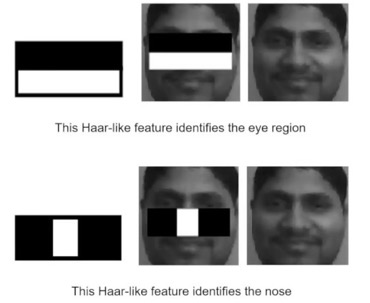 This Haar-like feature identifies the eye region
This Haar-like feature identifies the nose